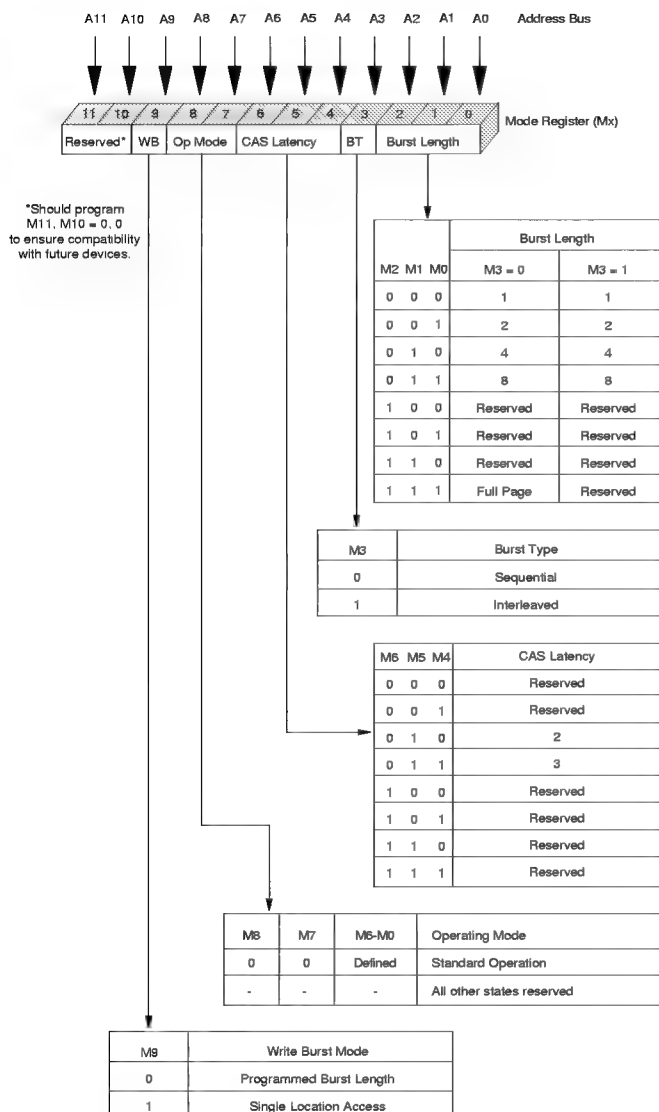 A11 A10 A9 A8 A7 A6 A5 A4 A3 A2 A1 A0 Address Bus
11 10 9 8 7 6 5 4 3 2 1 0
Mode Register (Mx)
Reserved* WB Op Mode CAS Latency BT Burst Length
*Should program
M11, M10 = 0, 0
to ensure compatibility
with future devices.
Burst Length
M2 M1 M0 M3 = 0 M3 = 1
0 0 0 1 1
0 0 1 2 2
0 1 0 4 4
0 1 1 8 8
1 0 0 Reserved Reserved
1 0 1 Reserved Reserved
1 1 0 Reserved Reserved
1 1 1 Full Page Reserved
M3 Burst Type
0 Sequential
1 Interleaved
M6 M5 M4 CAS Latency
0 0 0 Reserved
0 0 1 Reserved
0 1 0 2
0 1 1 3
1 0 0 Reserved
1 0 1 Reserved
1 1 0 Reserved
1 1 1 Reserved
M8 M7 M6-M0 Operating Mode
0 0 Defined Standard Operation
- - - All other states reserved
M9 Write Burst Mode
0 Programmed Burst Length
1 Single Location Access